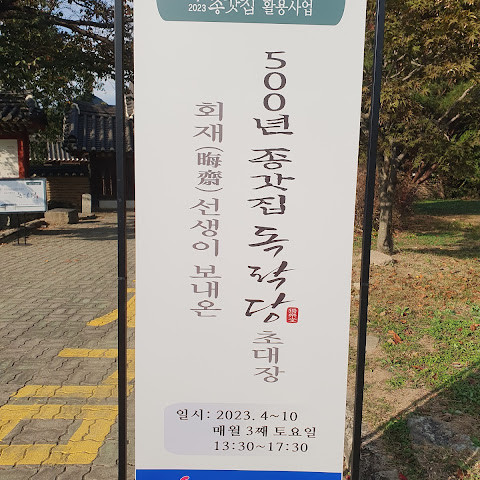 2023 종갓집 활용사업
500년 종갓집 독락당 초대장
회재(晦齋) 선생이 보내온
일시: 2023. 4~10
매월 3째 토요일
13:30~17:30